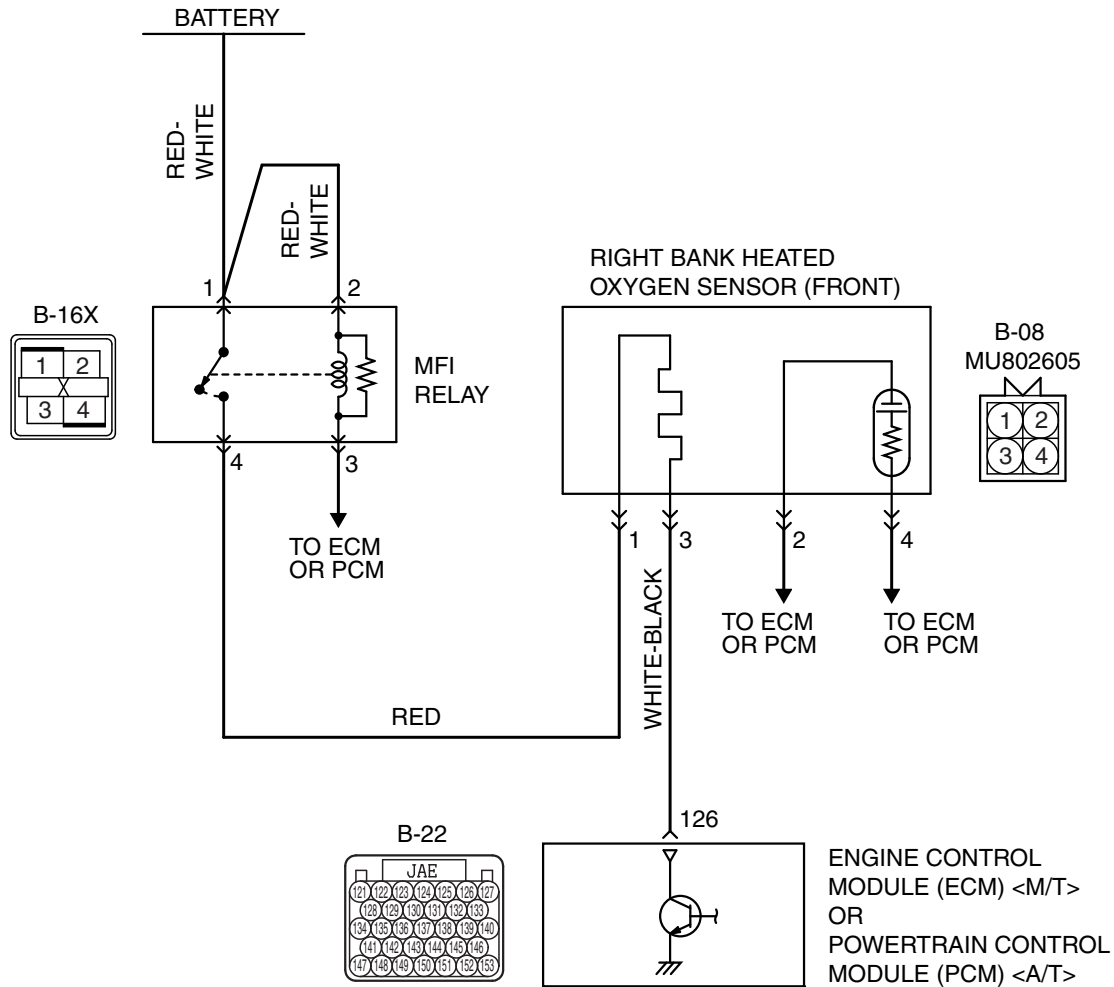 BATTERY
RED-
WHITE
RED-
WHITE
1
2
B-16X
1 2
X
3 4
MFI
RELAY
4
3
TO ECM
OR PCM
RIGHT BANK HEATED
OXYGEN SENSOR (FRONT)
B-08
MU802605
1 2
3 4
1
3
2
4
TO ECM
OR PCM
TO ECM
OR PCM
WHITE-BLACK
RED
126
B-22
JAE
121 122 123 124 125 126 127
128 129 130 131 132 133
134 135 136 137 138 139 140
141 142 143 144 145 146
147 148 149 150 151 152 153
ENGINE CONTROL
MODULE (ECM) <M/T>
OR
POWERTRAIN CONTROL
MODULE (PCM) <A/T>